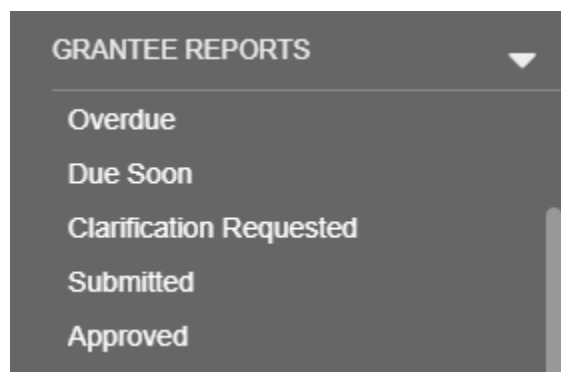 GRANTEE REPORTS
Overdue
Due Soon
Clarification Requested
Submitted
Approved